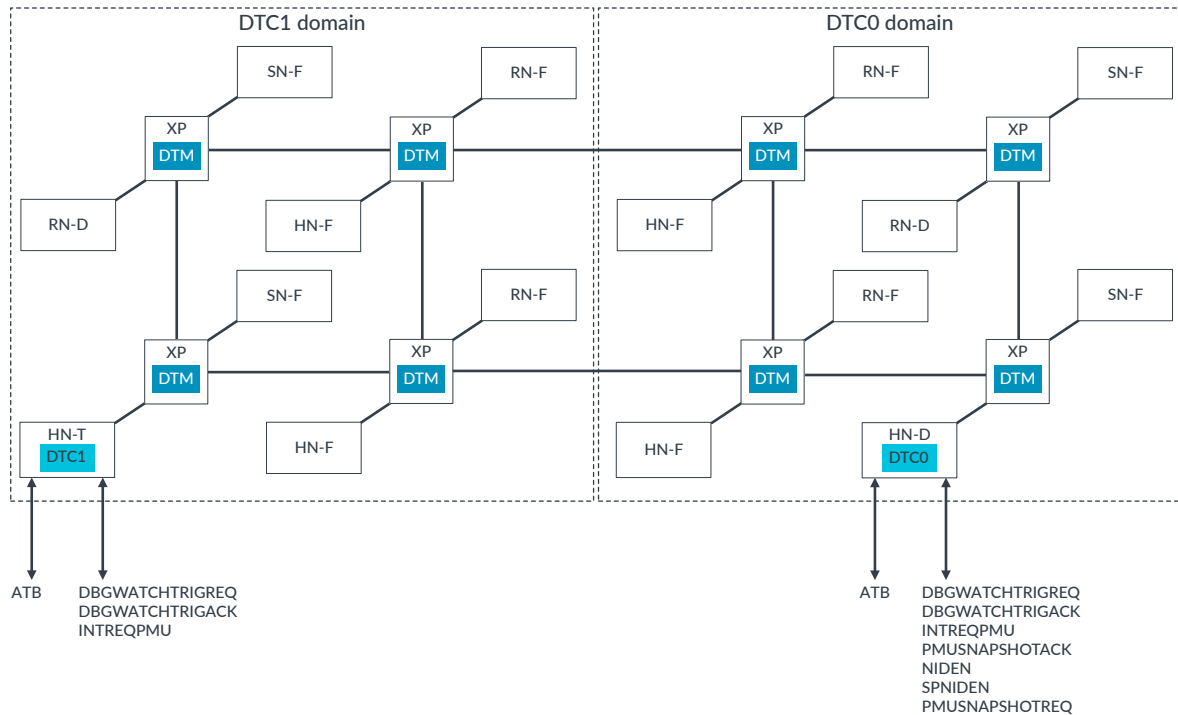 DTC1 domain
DTC0 domain
SN-F
RN-F
RN-F
SN-F
XP
DTM
XP
DTM
XP
DTM
XP
DTM
RN-D
HN-F
HN-F
RN-D
SN-F
RN-F
RN-F
SN-F
XP
DTM
XP
DTM
XP
DTM
XP
DTM
HN-T
DTC1
HN-F
HN-F
HN-D
DTC0
ATB
DBGWATCHTRIGREQ
DBGWATCHTRIGACK
INTREQPMU
ATB
DBGWATCHTRIGREQ
DBGWATCHTRIGACK
INTREQPMU
PMUSNAPSHOTACK
NIDEN
SPNIDEN
PMUSNAPSHOTREQ